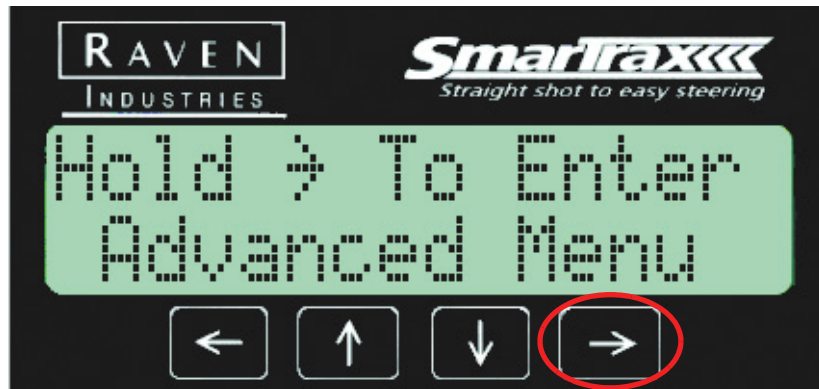 RAVEN
INDUSTRIES
SmarTrax
Straight shot to easy steering
Hold → To Enter
Advanced Menu
← ↑ ↓ →